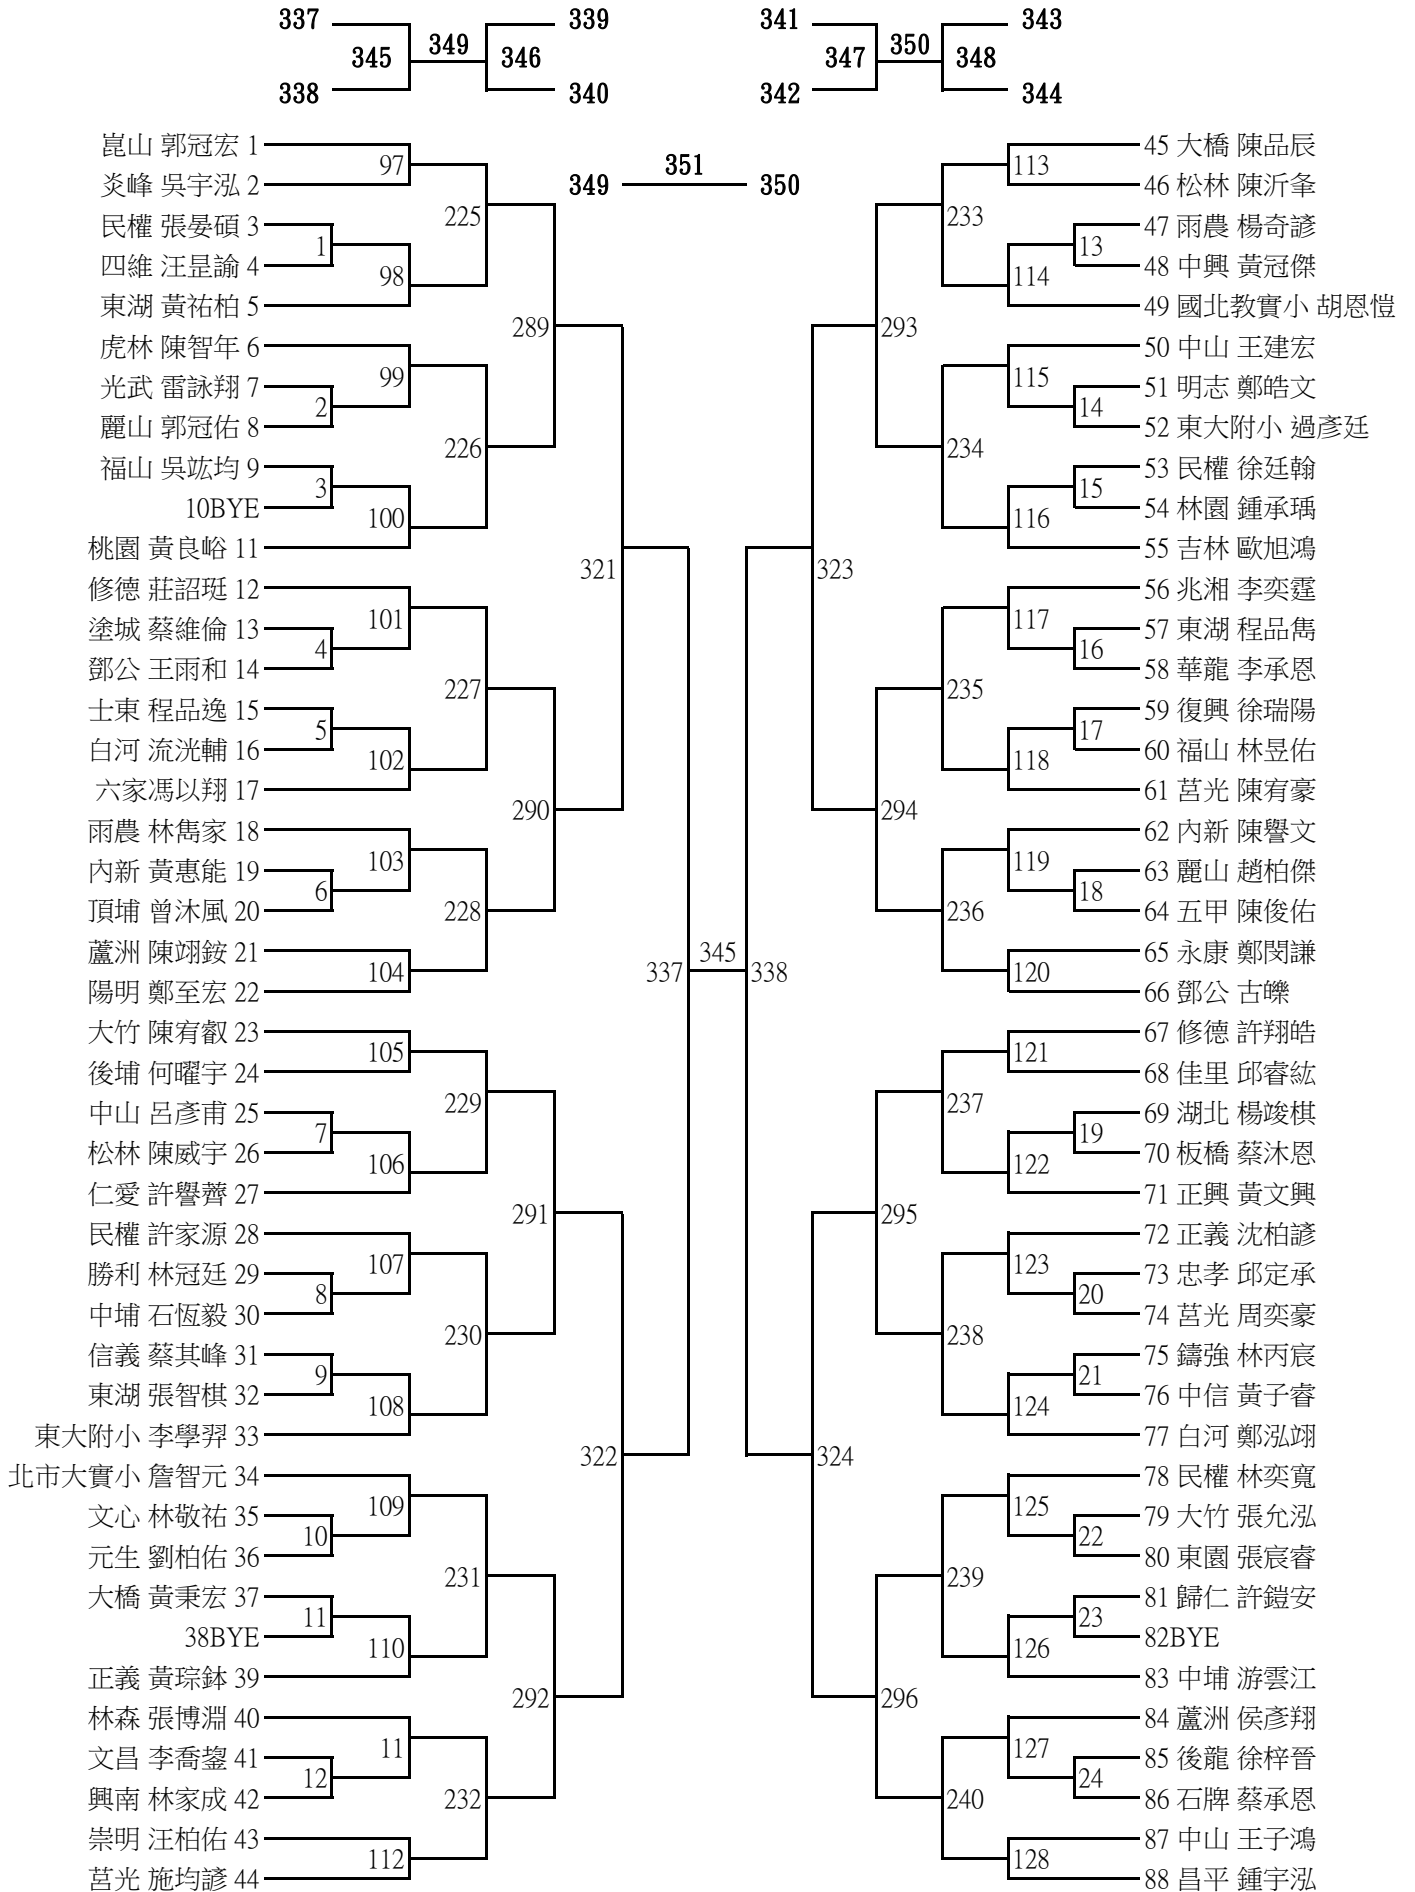 337 339 341 343
345 349 346 347 350 348
338 340 342 344
351
349 350
崑山 郭冠宏 1
炎峰 吳宇泓 2
民權 張晏碩 3
四維 汪昰諭 4
東湖 黃祐柏 5
虎林 陳智年 6
光武 雷詠翔 7
麗山 郭冠佑 8
福山 吳竑均 9
10BYE
桃園 黃良峪 11
修德 莊詔珽 12
塗城 蔡維倫 13
鄧公 王雨和 14
士東 程品逸 15
白河 流洸輔 16
六家馮以翔 17
雨農 林雋家 18
內新 黃惠能 19
頂埔 曾沐風 20
蘆洲 陳翊銨 21
陽明 鄭至宏 22
大竹 陳宥叡 23
後埔 何曜宇 24
中山 呂彥甫 25
松林 陳威宇 26
仁愛 許譽薺 27
民權 許家源 28
勝利 林冠廷 29
中埔 石恆毅 30
信義 蔡其峰 31
東湖 張智棋 32
東大附小 李學羿 33
北市大實小 詹智元 34
文心 林敬祐 35
元生 劉柏佑 36
大橋 黃秉宏 37
38BYE
正義 黃琮鉢 39
林森 張博淵 40
文昌 李喬鋆 41
興南 林家成 42
崇明 汪柏佑 43
莒光 施均諺 44
1
2
3
4
5
6
7
8
9
10
11
12
97
98
99
100
101
102
103
104
105
106
107
108
109
110
11
112
225
226
227
228
229
230
231
232
289
290
291
292
321
322
337
345
338
323
324
293
294
295
296
233
234
235
236
237
238
239
240
113
114
115
116
117
118
119
120
121
122
123
124
125
126
127
128
13
14
15
16
17
18
19
20
21
22
23
24
45 大橋 陳品辰
46 松林 陳沂夆
47 雨農 楊奇諺
48 中興 黃冠傑
49 國北教實小 胡恩愷
50 中山 王建宏
51 明志 鄭皓文
52 東大附小 過彥廷
53 民權 徐廷翰
54 林園 鍾承瑀
55 吉林 歐旭鴻
56 兆湘 李奕霆
57 東湖 程品雋
58 華龍 李承恩
59 復興 徐瑞陽
60 福山 林昱佑
61 莒光 陳宥豪
62 內新 陳譽文
63 麗山 趙柏傑
64 五甲 陳俊佑
65 永康 鄭閔謙
66 鄧公 古皪
67 修德 許翔皓
68 佳里 邱睿紘
69 湖北 楊竣棋
70 板橋 蔡沐恩
71 正興 黃文興
72 正義 沈柏諺
73 忠孝 邱定承
74 莒光 周奕豪
75 鑄強 林丙宸
76 中信 黃子睿
77 白河 鄭泓翊
78 民權 林奕寬
79 大竹 張允泓
80 東園 張宸睿
81 歸仁 許鎧安
82BYE
83 中埔 游雲江
84 蘆洲 侯彥翔
85 後龍 徐梓晉
86 石牌 蔡承恩
87 中山 王子鴻
88 昌平 鍾宇泓